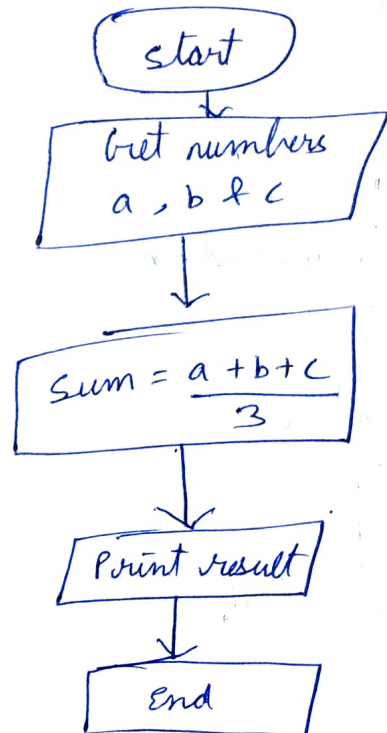 start
Get numbers
a , b & c
Sum = a + b + c
3
Print result
End